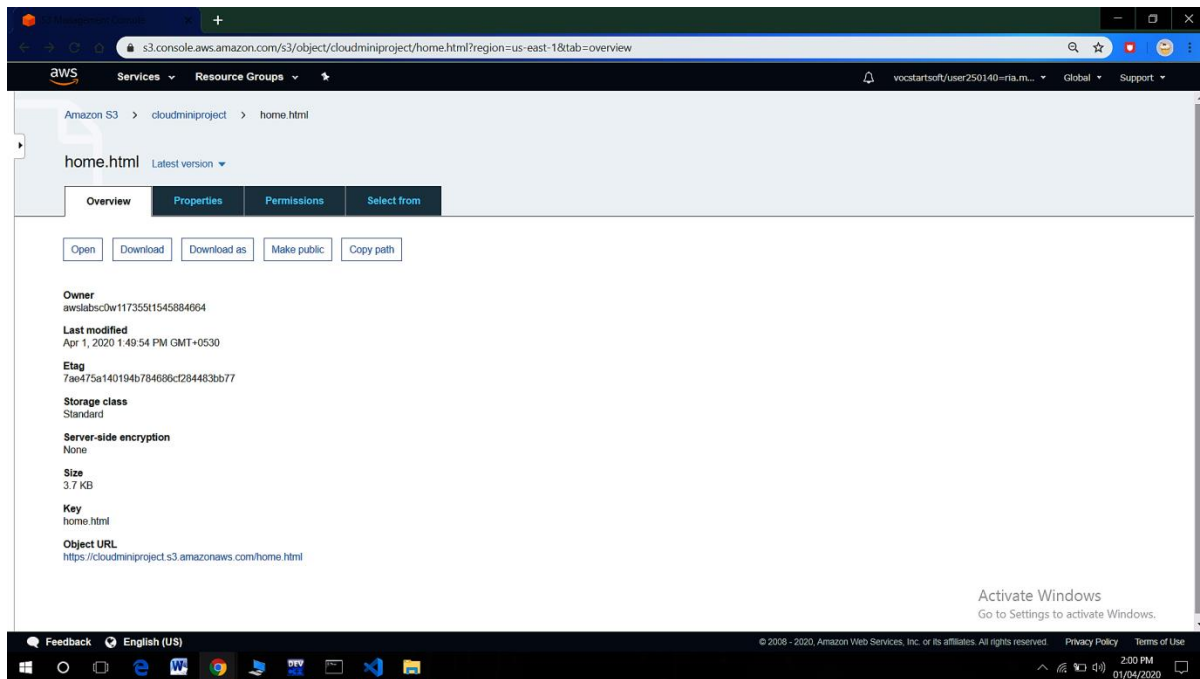 S3 Management Console
s3.console.aws.amazon.com/s3/object/cloudminiproject/home.html?region=us-east-1&tab=overview
aws Services Resource Groups vocstartsoft/user250140=ria.m... Global Support
Amazon S3 > cloudminiproject > home.html
home.html Latest version
Overview Properties Permissions Select from
Open Download Download as Make public Copy path
Owner
awslabsc0w117355t1545884664
Last modified
Apr 1, 2020 1:49:54 PM GMT+0530
Etag
7ae475a140194b784686cf284483bb77
Storage class
Standard
Server-side encryption
None
Size
3.7 KB
Key
home.html
Object URL
https://cloudminiproject.s3.amazonaws.com/home.html
Activate Windows
Go to Settings to activate Windows.
Feedback English (US) © 2008 - 2020, Amazon Web Services, Inc. or its affiliates. All rights reserved. Privacy Policy Terms of Use
W DEV 2:00 PM
01/04/2020